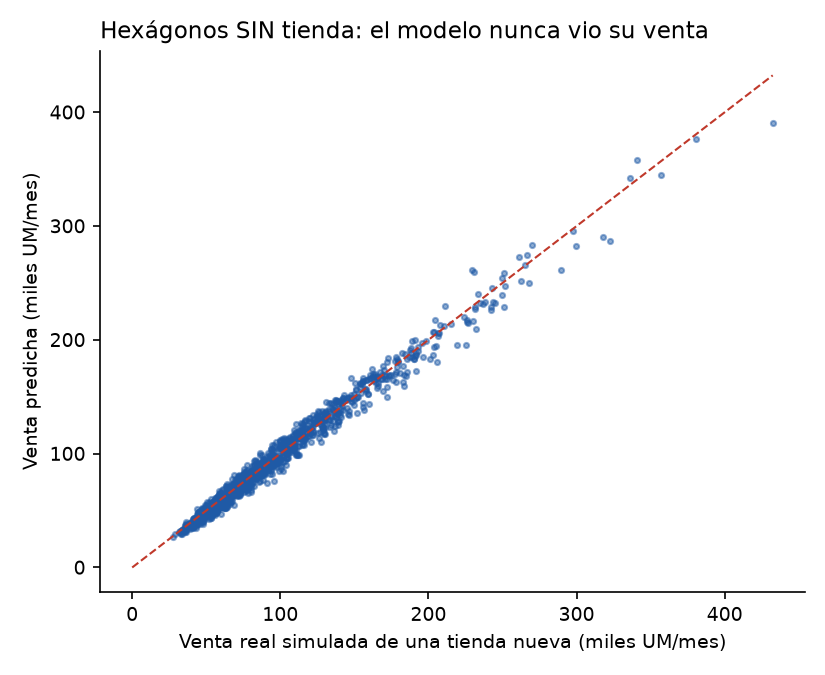 Hexágonos SIN tienda: el modelo nunca vio su venta
Venta predicha (miles UM/mes)
400
300
200
100
0
0 100 200 300 400
Venta real simulada de una tienda nueva (miles UM/mes)